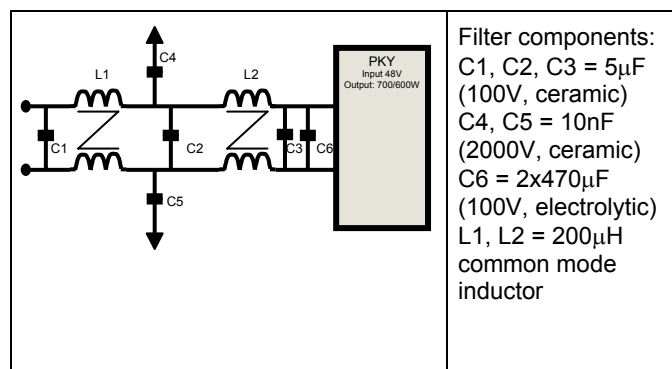 C4
L1
L2
PKY
Input 48V
Output: 700/600W
C1
C2
C3
C6
C5
Filter components:
C1, C2, C3 = 5μF
(100V, ceramic)
C4, C5 = 10nF
(2000V, ceramic)
C6 = 2x470μF
(100V, electrolytic)
L1, L2 = 200μH
common mode
inductor